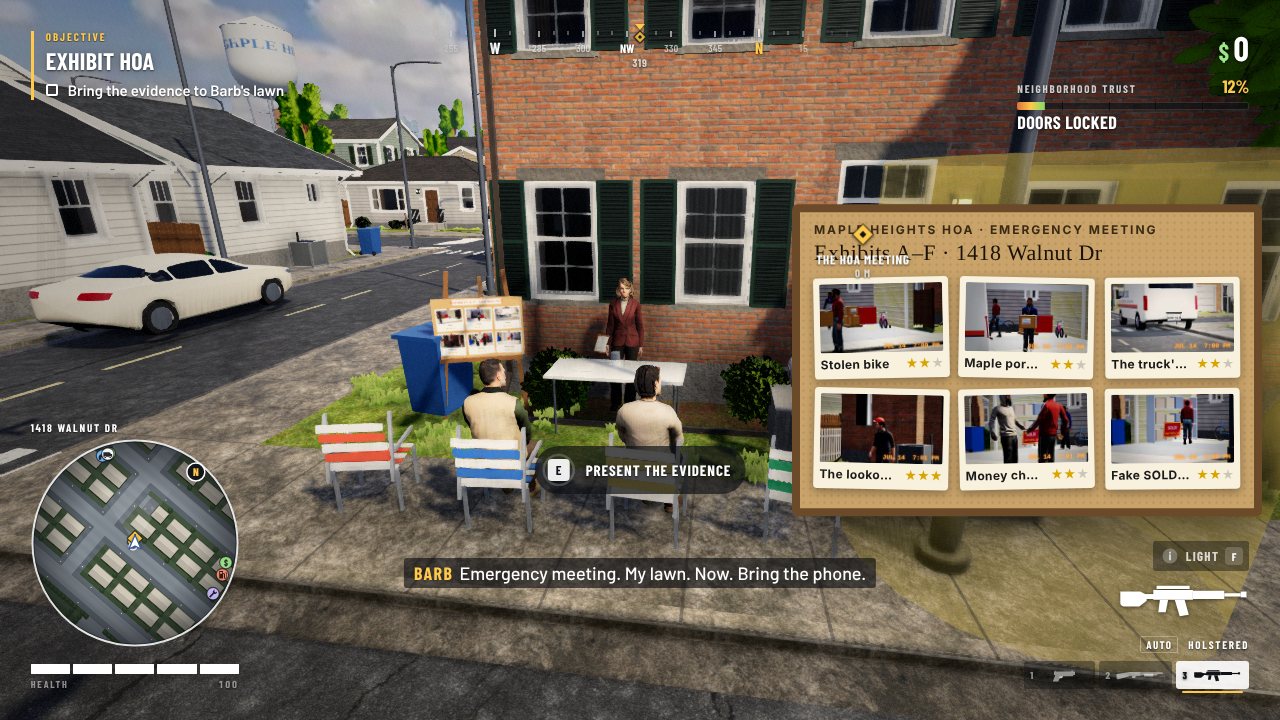 OBJECTIVE
EXHIBIT HOA
Bring the evidence to Barb's lawn
255 W 285 300 NW 330 345 N 15
319
$0
NEIGHBORHOOD TRUST 12%
DOORS LOCKED
MAPLE HEIGHTS HOA · EMERGENCY MEETING
Exhibits A–F · 1418 Walnut Dr
THE HOA MEETING
0 M
Stolen bike
Maple por...
The truck'...
The looko...
Money ch...
Fake SOLD...
SOLD
E PRESENT THE EVIDENCE
1418 WALNUT DR
N
BARB Emergency meeting. My lawn. Now. Bring the phone.
LIGHT F
AUTO HOLSTERED
1 2 3
HEALTH 100